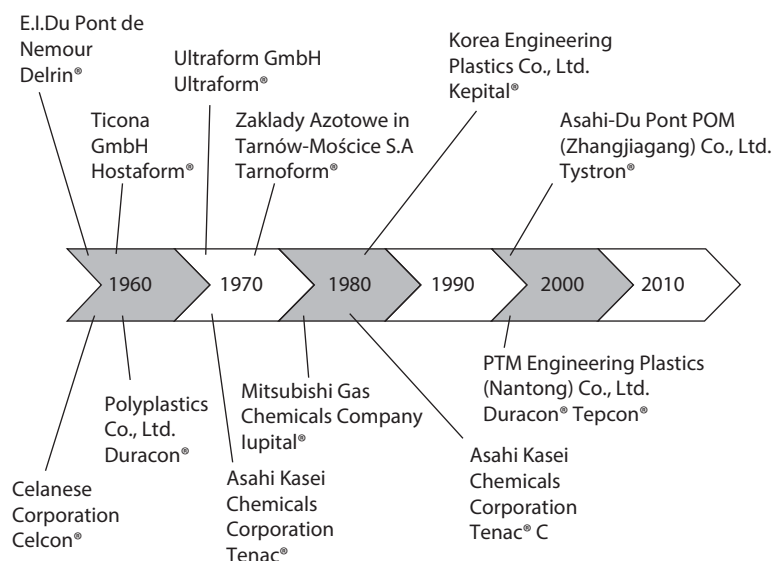 E.I.Du Pont de
Nemour
Delrin®
Ticona
GmbH
Hostaform®
Ultraform GmbH
Ultraform®
Zaklady Azotowe in
Tarnów-Mościce S.A
Tarnoform®
Korea Engineering
Plastics Co., Ltd.
Kepital®
Asahi-Du Pont POM
(Zhangjiagang) Co., Ltd.
Tystron®
1960
1970
1980
1990
2000
2010
Celanese
Corporation
Celcon®
Polyplastics
Co., Ltd.
Duracon®
Asahi Kasei
Chemicals
Corporation
Tenac®
Mitsubishi Gas
Chemicals Company
Iupital®
Asahi Kasei
Chemicals
Corporation
Tenac® C
PTM Engineering Plastics
(Nantong) Co., Ltd.
Duracon® Tepcon®